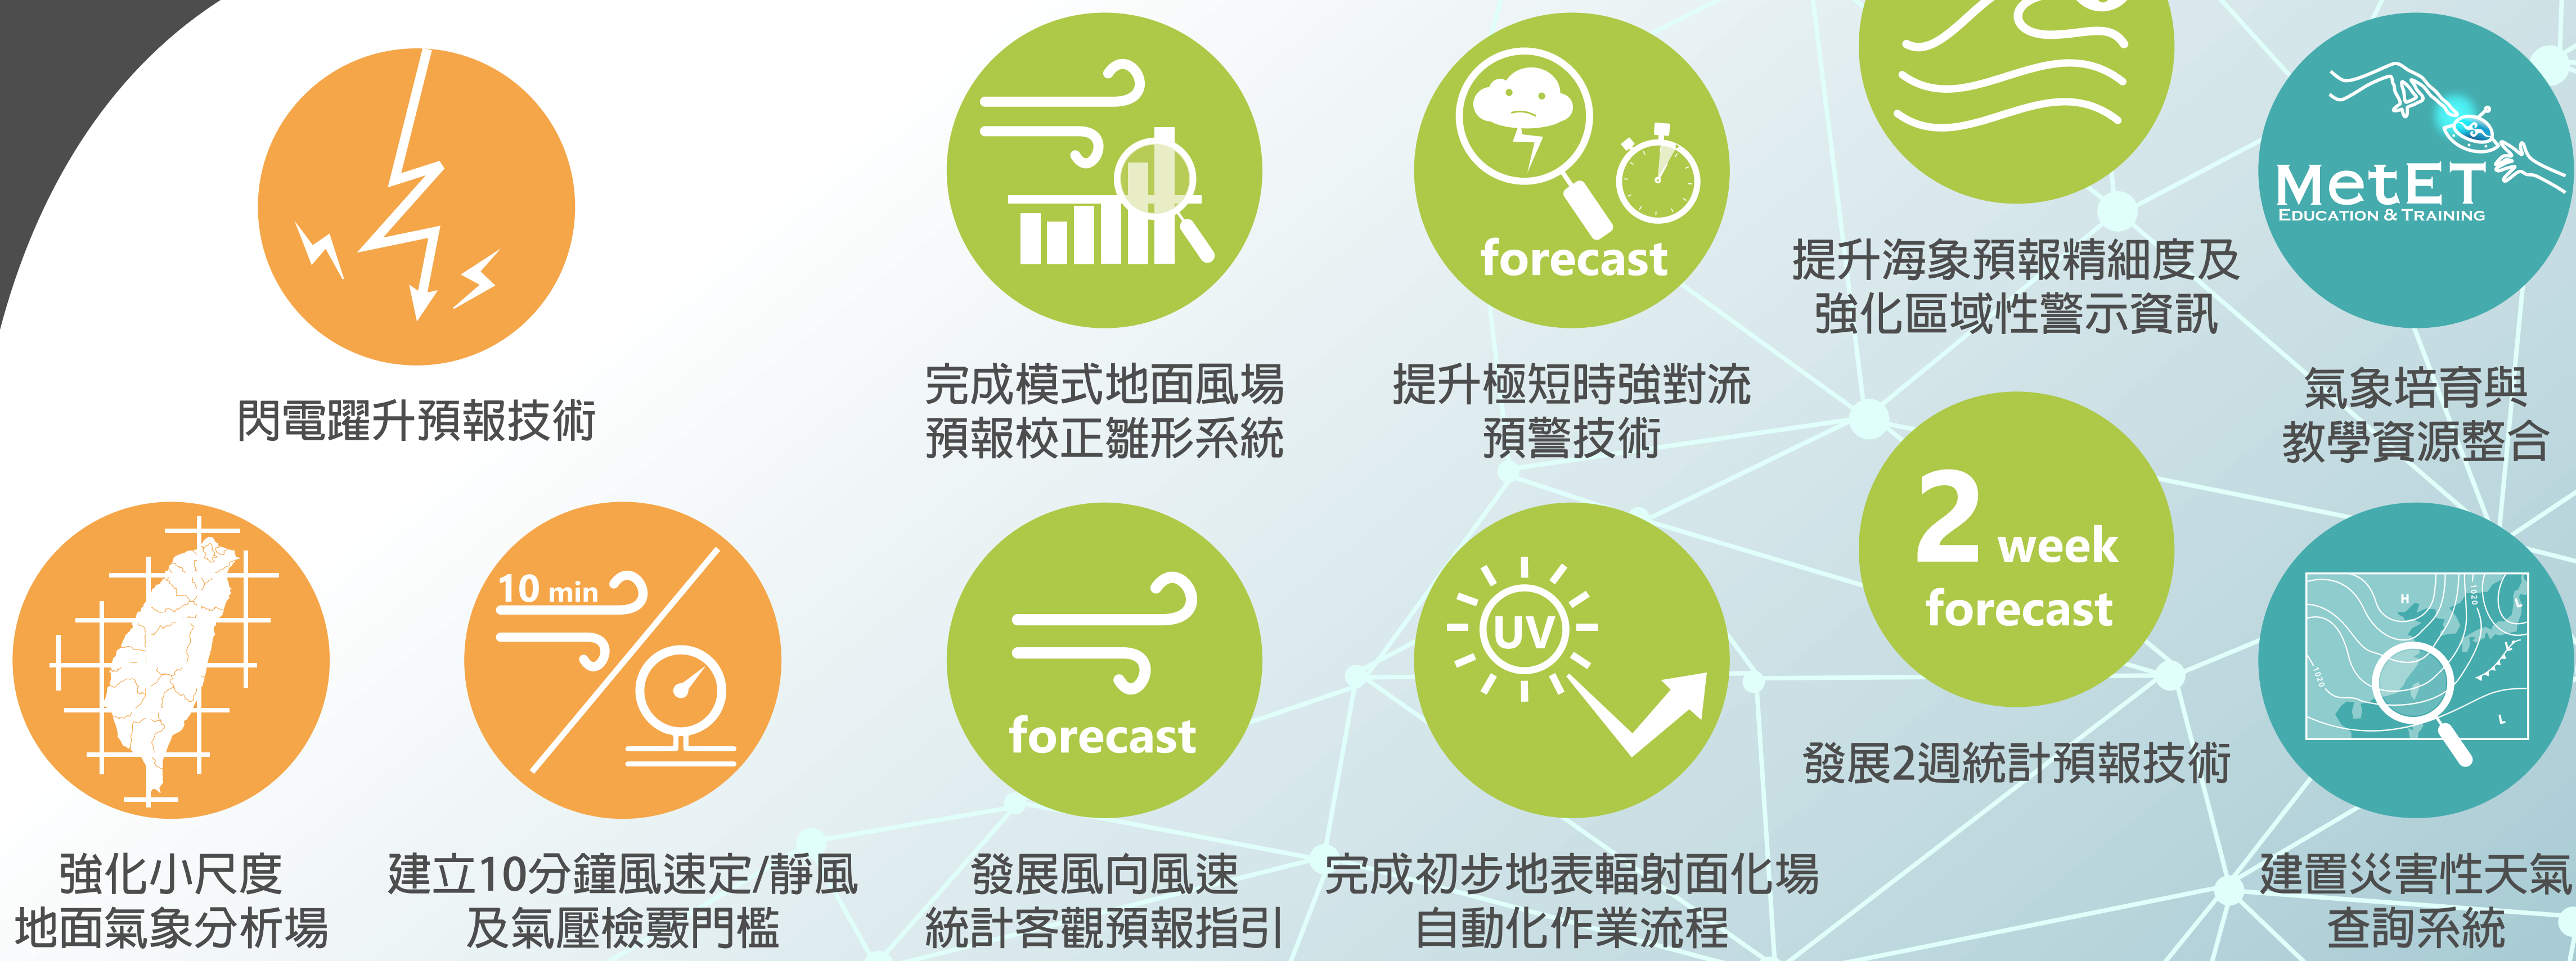 閃電躍升預報技術
完成模式地面風場
預報校正雛形系統
forecast
提升極短時強對流
預警技術
提升海象預報精細度及
強化區域性警示資訊
MetET
EDUCATION & TRAINING
氣象培育與
教學資源整合
強化小尺度
地面氣象分析場
10 min
建立10分鐘風速定/靜風
及氣壓檢覈門檻
forecast
發展風向風速
統計客觀預報指引
UV
完成初步地表輻射面化場
自動化作業流程
2 week
forecast
發展2週統計預報技術
H
1020
L
1020
L
建置災害性天氣
查詢系統